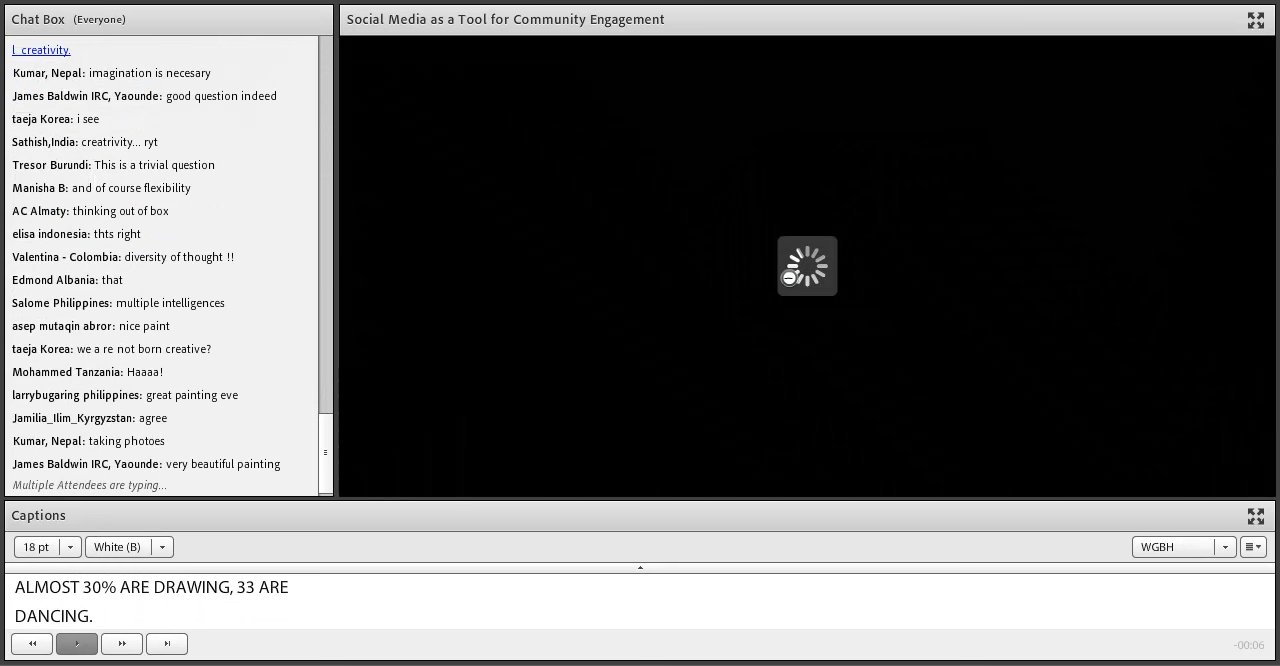 Chat Box (Everyone)
l_creativity.
Kumar, Nepal: imagination is necesary
James Baldwin IRC, Yaounde: good question indeed
taeja Korea: i see
Sathish,India: creatrivity... ryt
Tresor Burundi: This is a trivial question
Manisha B: and of course flexibility
AC Almaty: thinking out of box
elisa indonesia: thts right
Valentina - Colombia: diversity of thought !!
Edmond Albania: that
Salome Philippines: multiple intelligences
asep mutaqin abror: nice paint
taeja Korea: we a re not born creative?
Mohammed Tanzania: Haaaa!
larrybugaring philippines: great painting eve
Jamilia_Ilim_Kyrgyzstan: agree
Kumar, Nepal: taking photoes
James Baldwin IRC, Yaounde: very beautiful painting
Multiple Attendees are typing...
Social Media as a Tool for Community Engagement
Captions
18 pt White (B) WGBH
ALMOST 30% ARE DRAWING, 33 ARE
DANCING.
-00:06